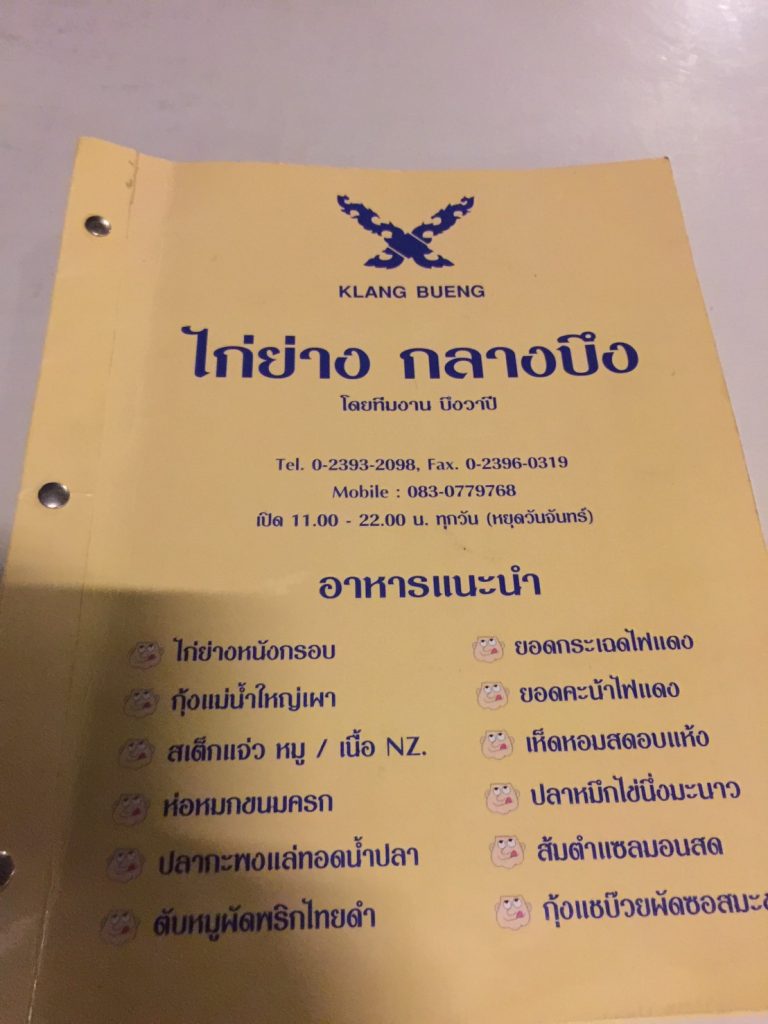 KLANG BUENG
ไก่ย่าง กลางบึง
โดยทีมงาน บึงวาปี
Tel. 0-2393-2098, Fax. 0-2396-0319
Mobile : 083-0779768
เปิด 11.00 - 22.00 น. ทุกวัน (หยุดวันจันทร์)
อาหารแนะนำ
ไก่ย่างหนังกรอบ
กุ้งแม่น้ำใหญ่เผา
สเต็กแจ่ว หมู / เนื้อ NZ.
ห่อหมกขนมครก
ปลากะพงแล่ทอดน้ำปลา
ตับหมูผัดพริกไทยดำ
ยอดกระเฉดไฟแดง
ยอดคะน้าไฟแดง
เห็ดหอมสดอบแห้ง
ปลาหมึกไข่นึ่งมะนาว
ส้มตำแซลมอนสด